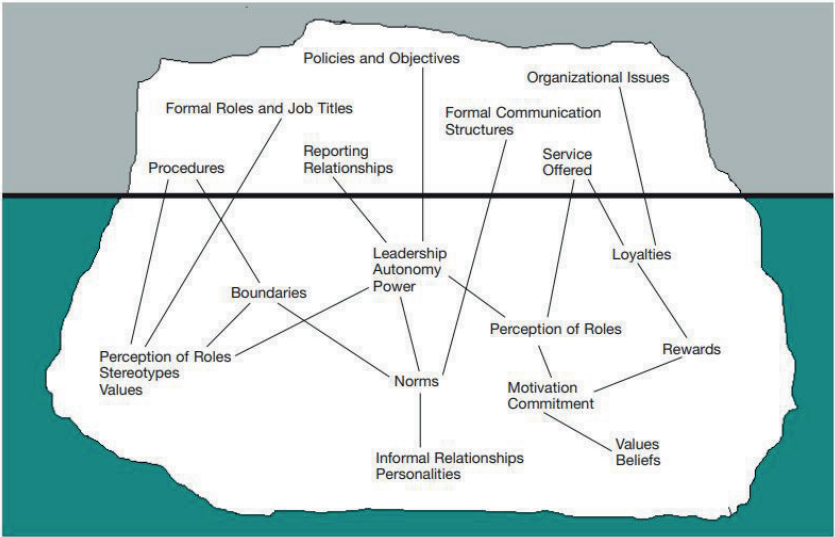 Policies and Objectives
Organizational Issues
Formal Roles and Job Titles
Formal Communication
Structures
Reporting
Relationships
Service
Offered
Procedures
Leadership
Autonomy
Power
Loyalties
Boundaries
Perception of Roles
Rewards
Perception of Roles
Stereotypes
Values
Norms
Motivation
Commitment
Informal Relationships
Personalities
Values
Beliefs